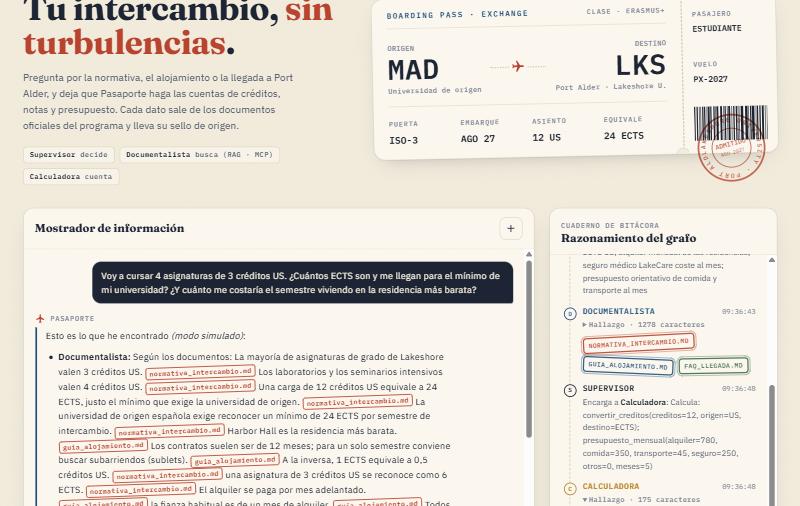 Tu intercambio, sin
turbulencias.
Pregunta por la normativa, el alojamiento o la llegada a Port
Alder, y deja que Pasaporte haga las cuentas de créditos,
notas y presupuesto. Cada dato sale de los documentos
oficiales del programa y lleva su sello de origen.
Supervisor decide
Documentalista busca (RAG · MCP)
Calculadora cuenta
BOARDING PASS · EXCHANGE
CLASE · ERASMUS+
ORIGEN
MAD
Universidad de origen
DESTINO
LKS
Port Alder · Lakeshore U.
PUERTA
ISO-3
EMBARQUE
AGO 27
ASIENTO
12 US
EQUIVALE
24 ECTS
PASAJERO
ESTUDIANTE
VUELO
PX-2027
ADMITIDO
Mostrador de información
+
Voy a cursar 4 asignaturas de 3 créditos US. ¿Cuántos ECTS son y me llegan para el mínimo de
mi universidad? ¿Y cuánto me costaría el semestre viviendo en la residencia más barata?
PASAPORTE
Esto es lo que he encontrado (modo simulado):
• Documentalista: Según los documentos: La mayoría de asignaturas de grado de Lakeshore
valen 3 créditos US. normativa_intercambio.md Los laboratorios y los seminarios intensivos
valen 4 créditos US. normativa_intercambio.md Una carga de 12 créditos US equivale a 24
ECTS, justo el mínimo que exige la universidad de origen. normativa_intercambio.md La
universidad de origen española exige reconocer un mínimo de 24 ECTS por semestre de
intercambio. normativa_intercambio.md Harbor Hall es la residencia más barata.
guia_alojamiento.md Los contratos suelen ser de 12 meses; para un solo semestre conviene
buscar subarriendos (sublets). guia_alojamiento.md A la inversa, 1 ECTS equivale a 0,5
créditos US. normativa_intercambio.md una asignatura de 3 créditos US se reconoce como 6
ECTS. normativa_intercambio.md El alquiler se paga por mes adelantado.
guia_alojamiento.md la fianza habitual es de un mes de alquiler. guia_alojamiento.md Todos
CUADERNO DE BITÁCORA
Razonamiento del grafo
seguro médico LakeCare coste al mes;
presupuesto orientativo de comida y
transporte al mes
D
DOCUMENTALISTA
09:36:43
▸ Hallazgo · 1278 caracteres
NORMATIVA_INTERCAMBIO.MD
GUIA_ALOJAMIENTO.MD
FAQ_LLEGADA.MD
S
SUPERVISOR
09:36:48
Encarga a Calculadora: Calcula:
convertir_creditos(creditos=12, origen=US,
destino=ECTS);
presupuesto_mensual(alquiler=780,
comida=350, transporte=45, seguro=250,
otros=0, meses=5)
C
CALCULADORA
09:36:48
▾ Hallazgo · 175 caracteres